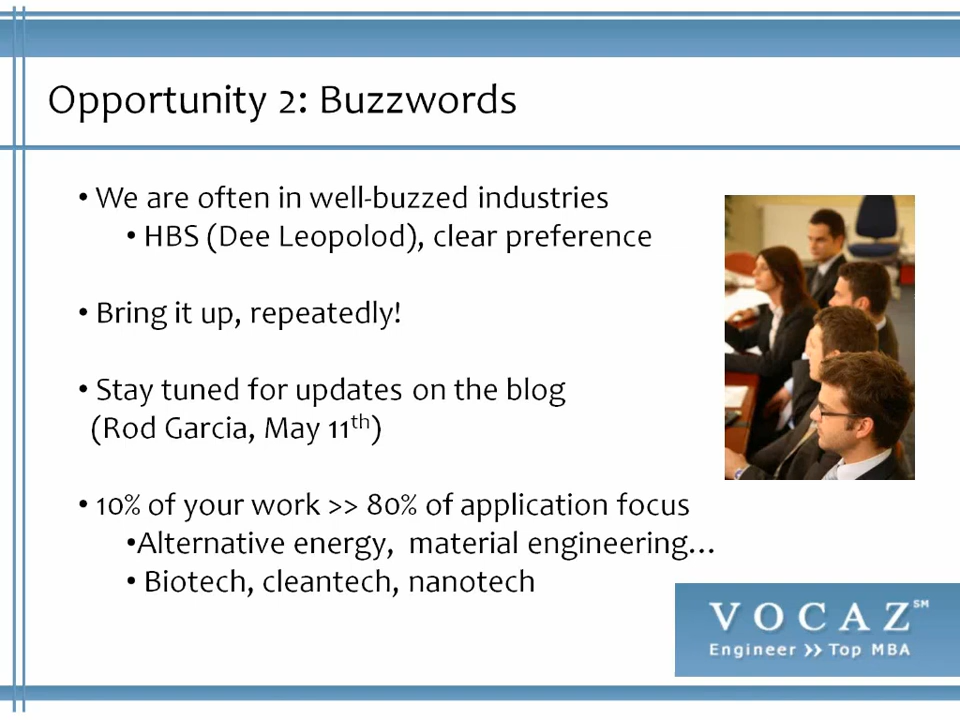 Opportunity 2: Buzzwords
• We are often in well-buzzed industries
• HBS (Dee Leopolod), clear preference
• Bring it up, repeatedly!
• Stay tuned for updates on the blog
(Rod Garcia, May 11th)
• 10% of your work >> 80% of application focus
•Alternative energy, material engineering...
• Biotech, cleantech, nanotech
VOCAZ SM
Engineer >> Top MBA